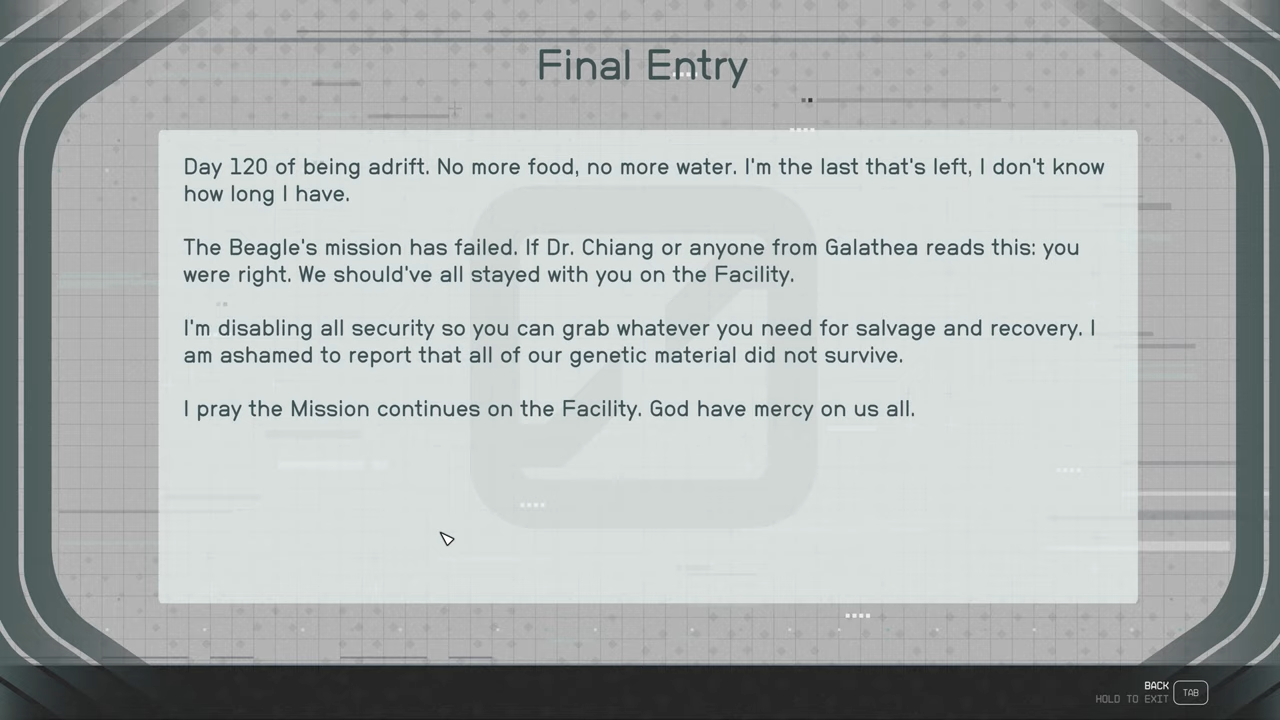 Final Entry
Day 120 of being adrift. No more food, no more water. I'm the last that's left, I don't know
how long I have.
The Beagle's mission has failed. If Dr. Chiang or anyone from Galathea reads this: you
were right. We should've all stayed with you on the Facility.
I'm disabling all security so you can grab whatever you need for salvage and recovery. I
am ashamed to report that all of our genetic material did not survive.
I pray the Mission continues on the Facility. God have mercy on us all.
BACK
HOLD TO EXIT
TAB